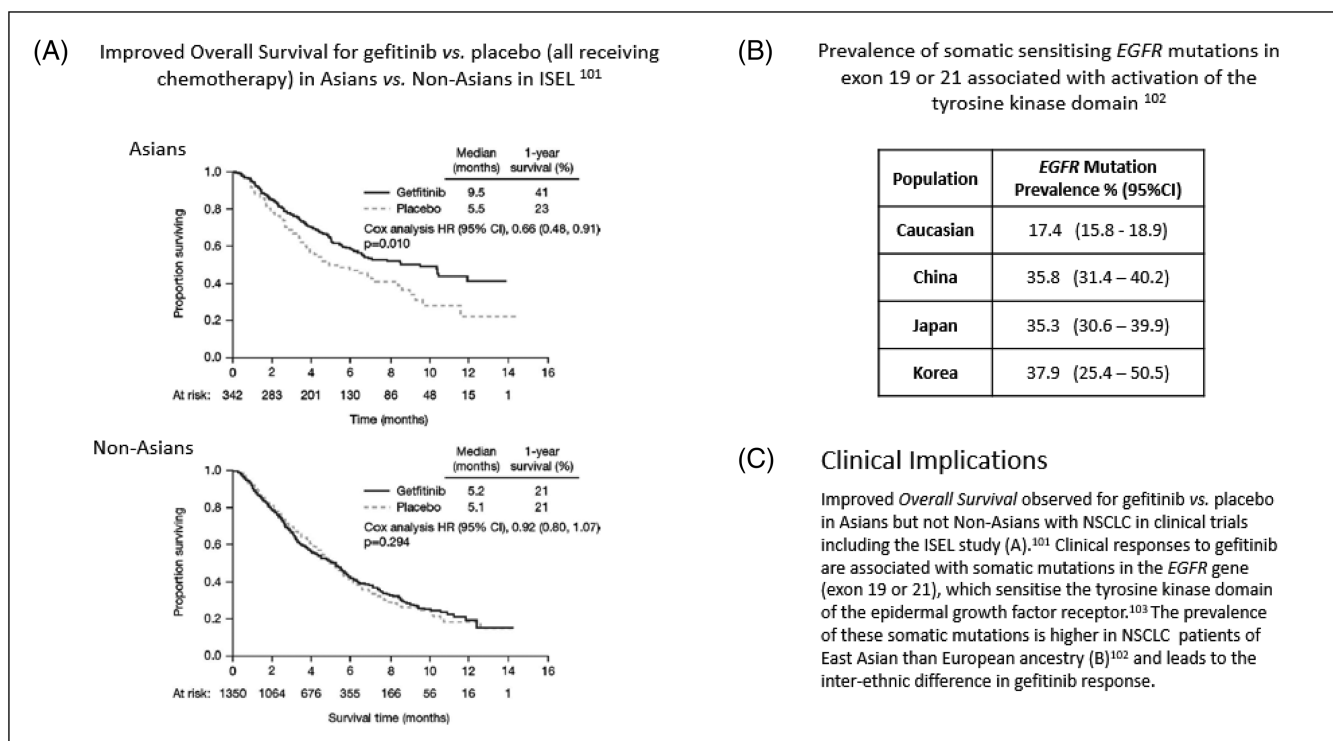 (A)
Improved Overall Survival for gefitinib vs. placebo (all receiving
chemotherapy) in Asians vs. Non-Asians in ISEL 101
Asians
Median (months) 1-year survival (%)
Getfitinib 9.5 41
Placebo 5.5 23
Cox analysis HR (95% CI), 0.66 (0.48, 0.91)
p=0.010
Proportion surviving
1.0
0.8
0.6
0.4
0.2
0.0
0 2 4 6 8 10 12 14 16
At risk: 342 283 201 130 86 48 15 1
Time (months)
Non-Asians
Median (months) 1-year survival (%)
Getfitinib 5.2 21
Placebo 5.1 21
Cox analysis HR (95% CI), 0.92 (0.80, 1.07)
p=0.294
Proportion surviving
1.0
0.8
0.6
0.4
0.2
0.0
0 2 4 6 8 10 12 14 16
At risk: 1350 1064 676 355 166 56 16 1
Survival time (months)
(B)
Prevalence of somatic sensitising EGFR mutations in
exon 19 or 21 associated with activation of the
tyrosine kinase domain 102
Population EGFR Mutation Prevalence % (95%CI)
Caucasian 17.4 (15.8 - 18.9)
China 35.8 (31.4 – 40.2)
Japan 35.3 (30.6 – 39.9)
Korea 37.9 (25.4 – 50.5)
(C) Clinical Implications
Improved Overall Survival observed for gefitinib vs. placebo
in Asians but not Non-Asians with NSCLC in clinical trials
including the ISEL study (A).101 Clinical responses to gefitinib
are associated with somatic mutations in the EGFR gene
(exon 19 or 21), which sensitise the tyrosine kinase domain
of the epidermal growth factor receptor.103 The prevalence
of these somatic mutations is higher in NSCLC patients of
East Asian than European ancestry (B)102 and leads to the
inter-ethnic difference in gefitinib response.